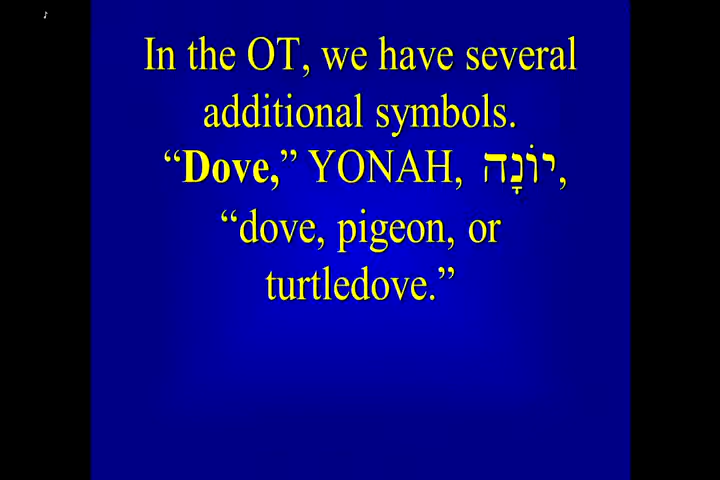 In the OT, we have several
additional symbols.
“Dove,” YONAH, יוֹנָה,
“dove, pigeon, or
turtledove.”